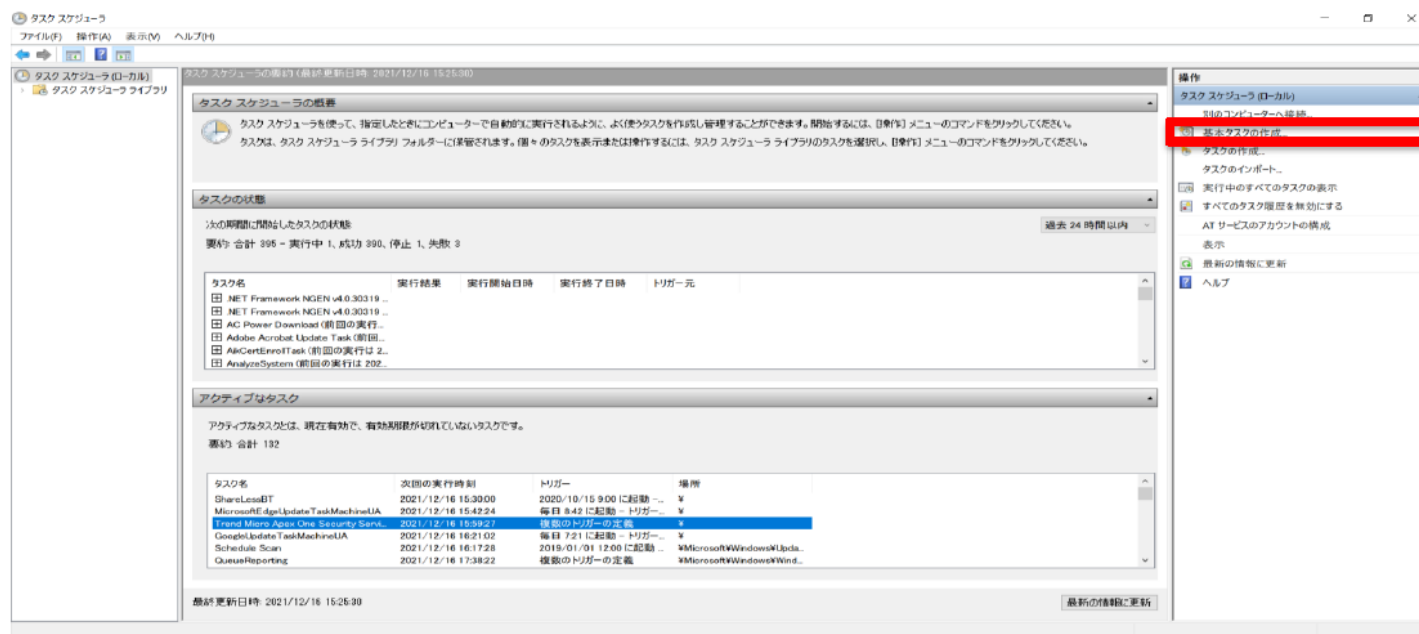 タスク スケジューラ
ファイル(F) 操作(A) 表示(V) ヘルプ(H)
タスク スケジューラ (ローカル)
タスク スケジューラ ライブラリ
タスク スケジューラの要約 (最終更新日時: 2021/12/16 15:25:30)
タスク スケジューラの概要
タスク スケジューラを使って、指定したときにコンピューターで自動的に実行されるように、よく使うタスクを作成し管理することができます。開始するには、[操作] メニューのコマンドをクリックしてください。
タスクは、タスク スケジューラ ライブラリ フォルダーに保管されます。個々のタスクを表示または操作するには、タスク スケジューラ ライブラリのタスクを選択し、[操作] メニューのコマンドをクリックしてください。
タスクの状態
次の期間に開始したタスクの状態:
過去 24 時間以内
要約: 合計 395 - 実行中 1、成功 390、停止 1、失敗 3
タスク名 実行結果 実行開始日時 実行終了日時 トリガー元
.NET Framework NGEN v4.0.30319 ...
.NET Framework NGEN v4.0.30319 ...
AC Power Download (前回の実行...
Adobe Acrobat Update Task (前回...
AikCertEnrollTask (前回の実行は 2...
AnalyzeSystem (前回の実行は 202...
アクティブなタスク
アクティブなタスクとは、現在有効で、有効期限が切れていないタスクです。
要約: 合計 132
タスク名 次回の実行時刻 トリガー 場所
ShareLessBT 2021/12/16 15:30:00 2020/10/15 9:00 に起動 -... ¥
MicrosoftEdgeUpdateTaskMachineUA 2021/12/16 15:42:24 毎日 8:42 に起動 - トリガー... ¥
Trend Micro Apex One Security Servi... 2021/12/16 15:59:27 複数のトリガーの定義 ¥
GoogleUpdateTaskMachineUA 2021/12/16 16:21:02 毎日 7:21 に起動 - トリガー... ¥
Schedule Scan 2021/12/16 16:17:28 2019/01/01 12:00 に起動 ... ¥Microsoft¥Windows¥Upda...
QueueReporting 2021/12/16 17:38:22 複数のトリガーの定義 ¥Microsoft¥Windows¥Wind...
最終更新日時: 2021/12/16 15:25:30
最新の情報に更新
操作
タスク スケジューラ (ローカル)
別のコンピューターへ接続...
基本タスクの作成...
タスクの作成...
タスクのインポート...
実行中のすべてのタスクの表示
すべてのタスク履歴を無効にする
AT サービスのアカウントの構成
表示
最新の情報に更新
ヘルプ